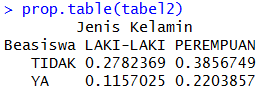 > prop.table(tabel2)
Jenis Kelamin
Beasiswa LAKI-LAKI PEREMPUAN
TIDAK 0.2782369 0.3856749
YA 0.1157025 0.2203857